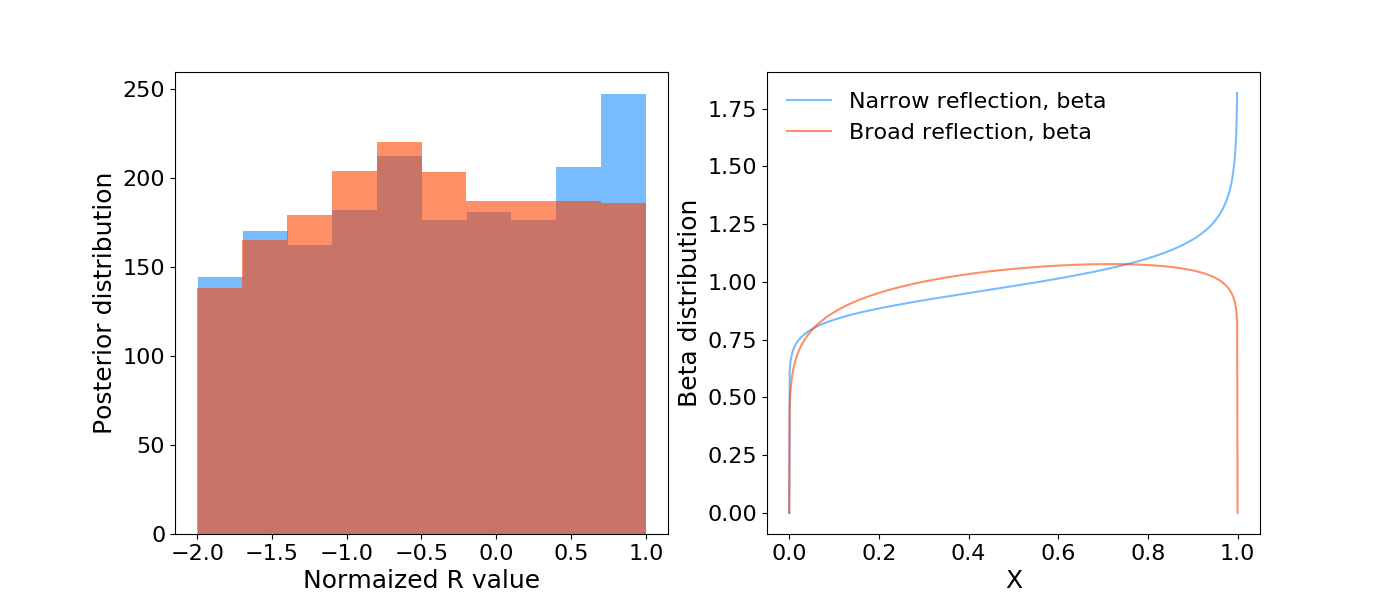 Posterior distribution
250
200
150
100
50
0
−2.0 −1.5 −1.0 −0.5 0.0 0.5 1.0
Normaized R value
Beta distribution
1.75
1.50
1.25
1.00
0.75
0.50
0.25
0.00
0.0 0.2 0.4 0.6 0.8 1.0
X
Narrow reflection, beta
Broad reflection, beta